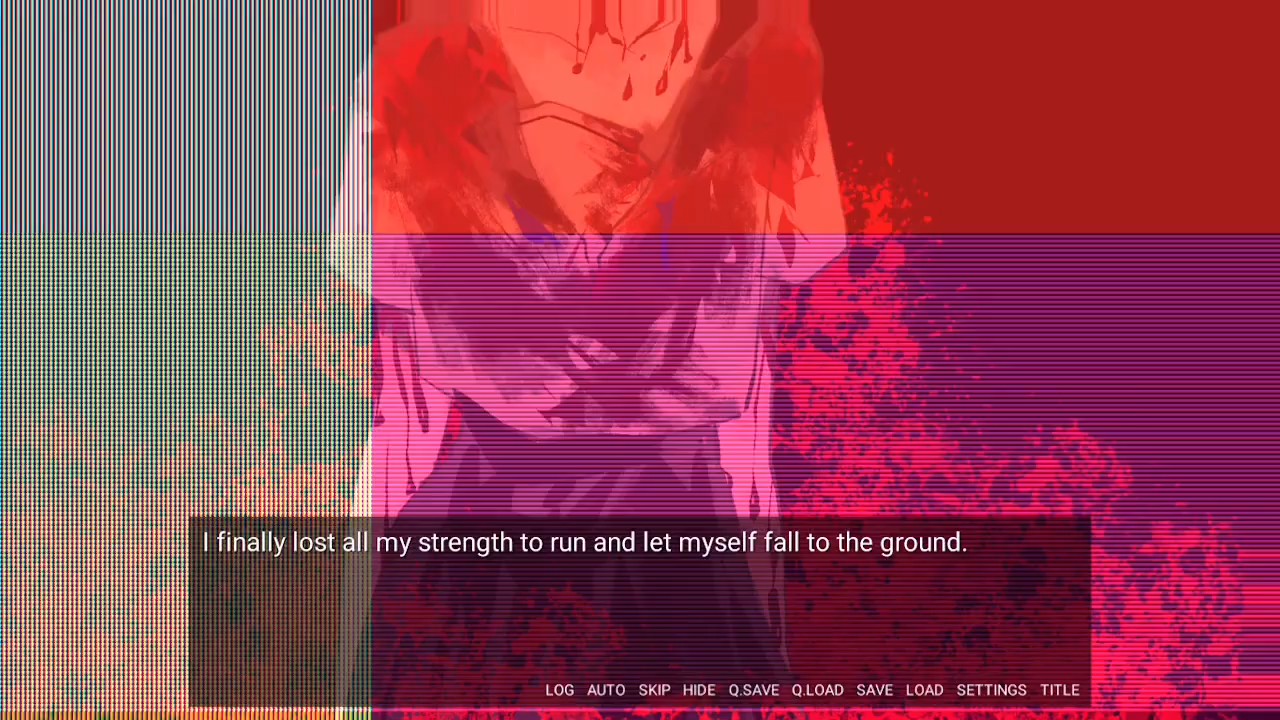 I finally lost all my strength to run and let myself fall to the ground.
LOG AUTO SKIP HIDE Q.SAVE Q.LOAD SAVE LOAD SETTINGS TITLE